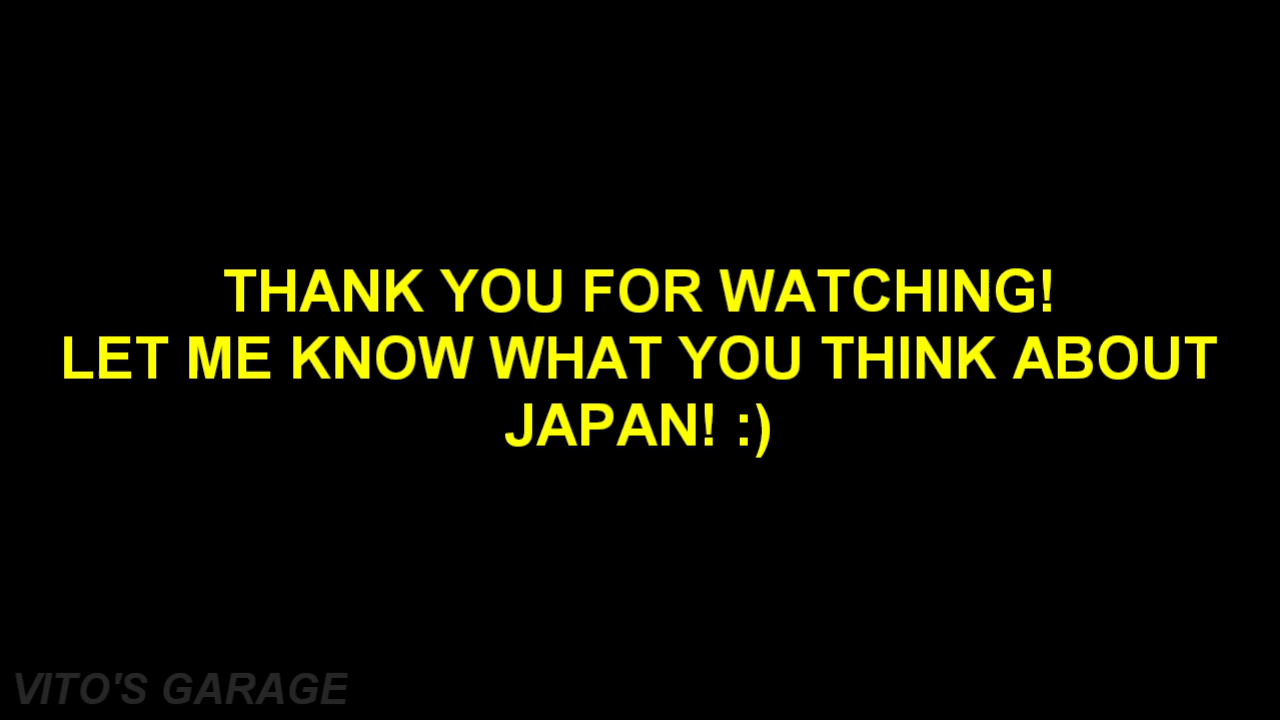 THANK YOU FOR WATCHING!
LET ME KNOW WHAT YOU THINK ABOUT
JAPAN! :)
VITO'S GARAGE